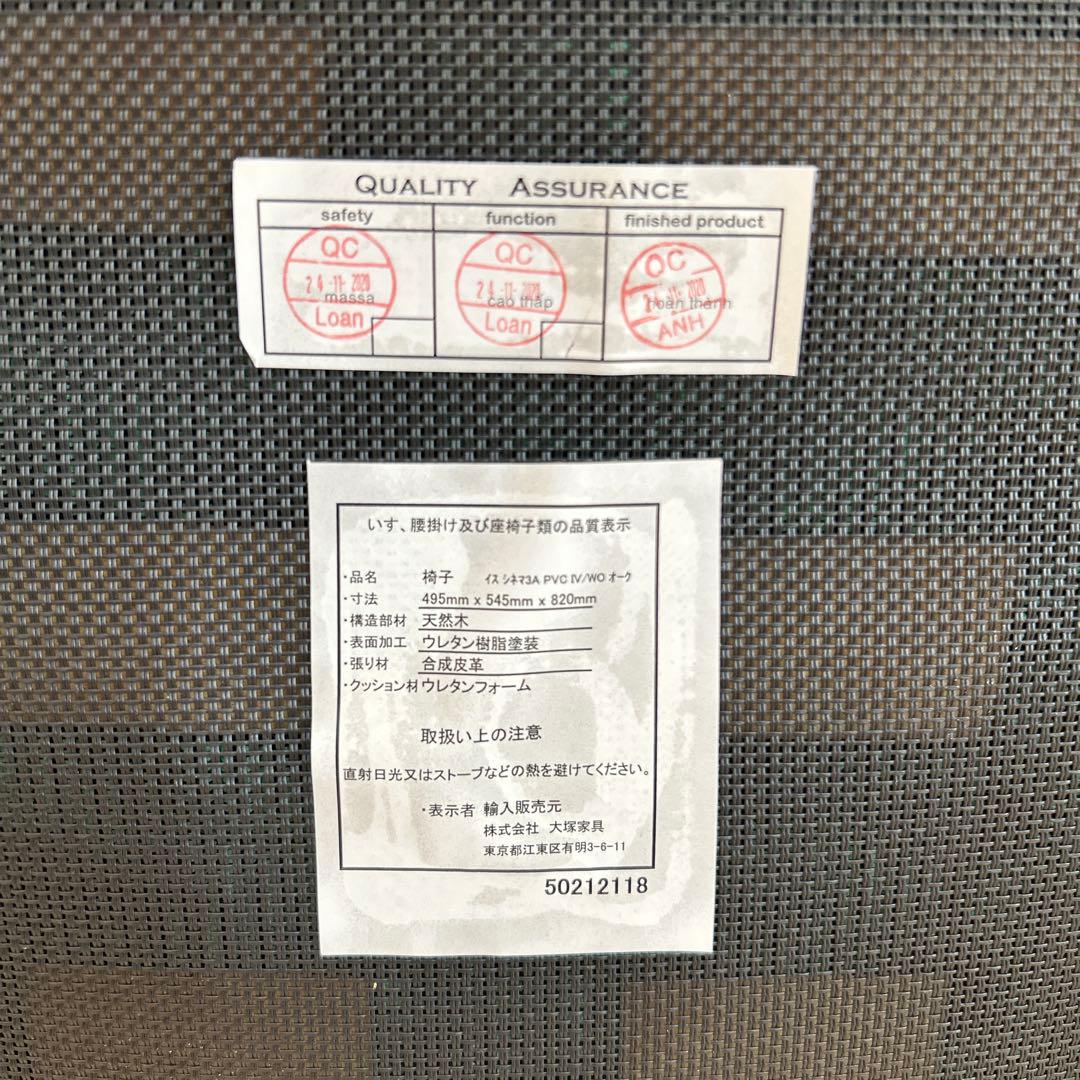 QUALITY ASSURANCE
safety function finished product
QC QC QC
24-11-2020 24-11-2020 24-11-2020
massa cao thấp hoàn thành
Loan Loan ANH
いす、腰掛け及び座椅子類の品質表示
・品名 椅子 イス シネマ3A PVC IV/WO オーク
・寸法 495mm x 545mm x 820mm
・構造部材 天然木
・表面加工 ウレタン樹脂塗装
・張り材 合成皮革
・クッション材 ウレタンフォーム
取扱い上の注意
直射日光又はストーブなどの熱を避けてください。
・表示者 輸入販売元
株式会社 大塚家具
東京都江東区有明3-6-11
50212118